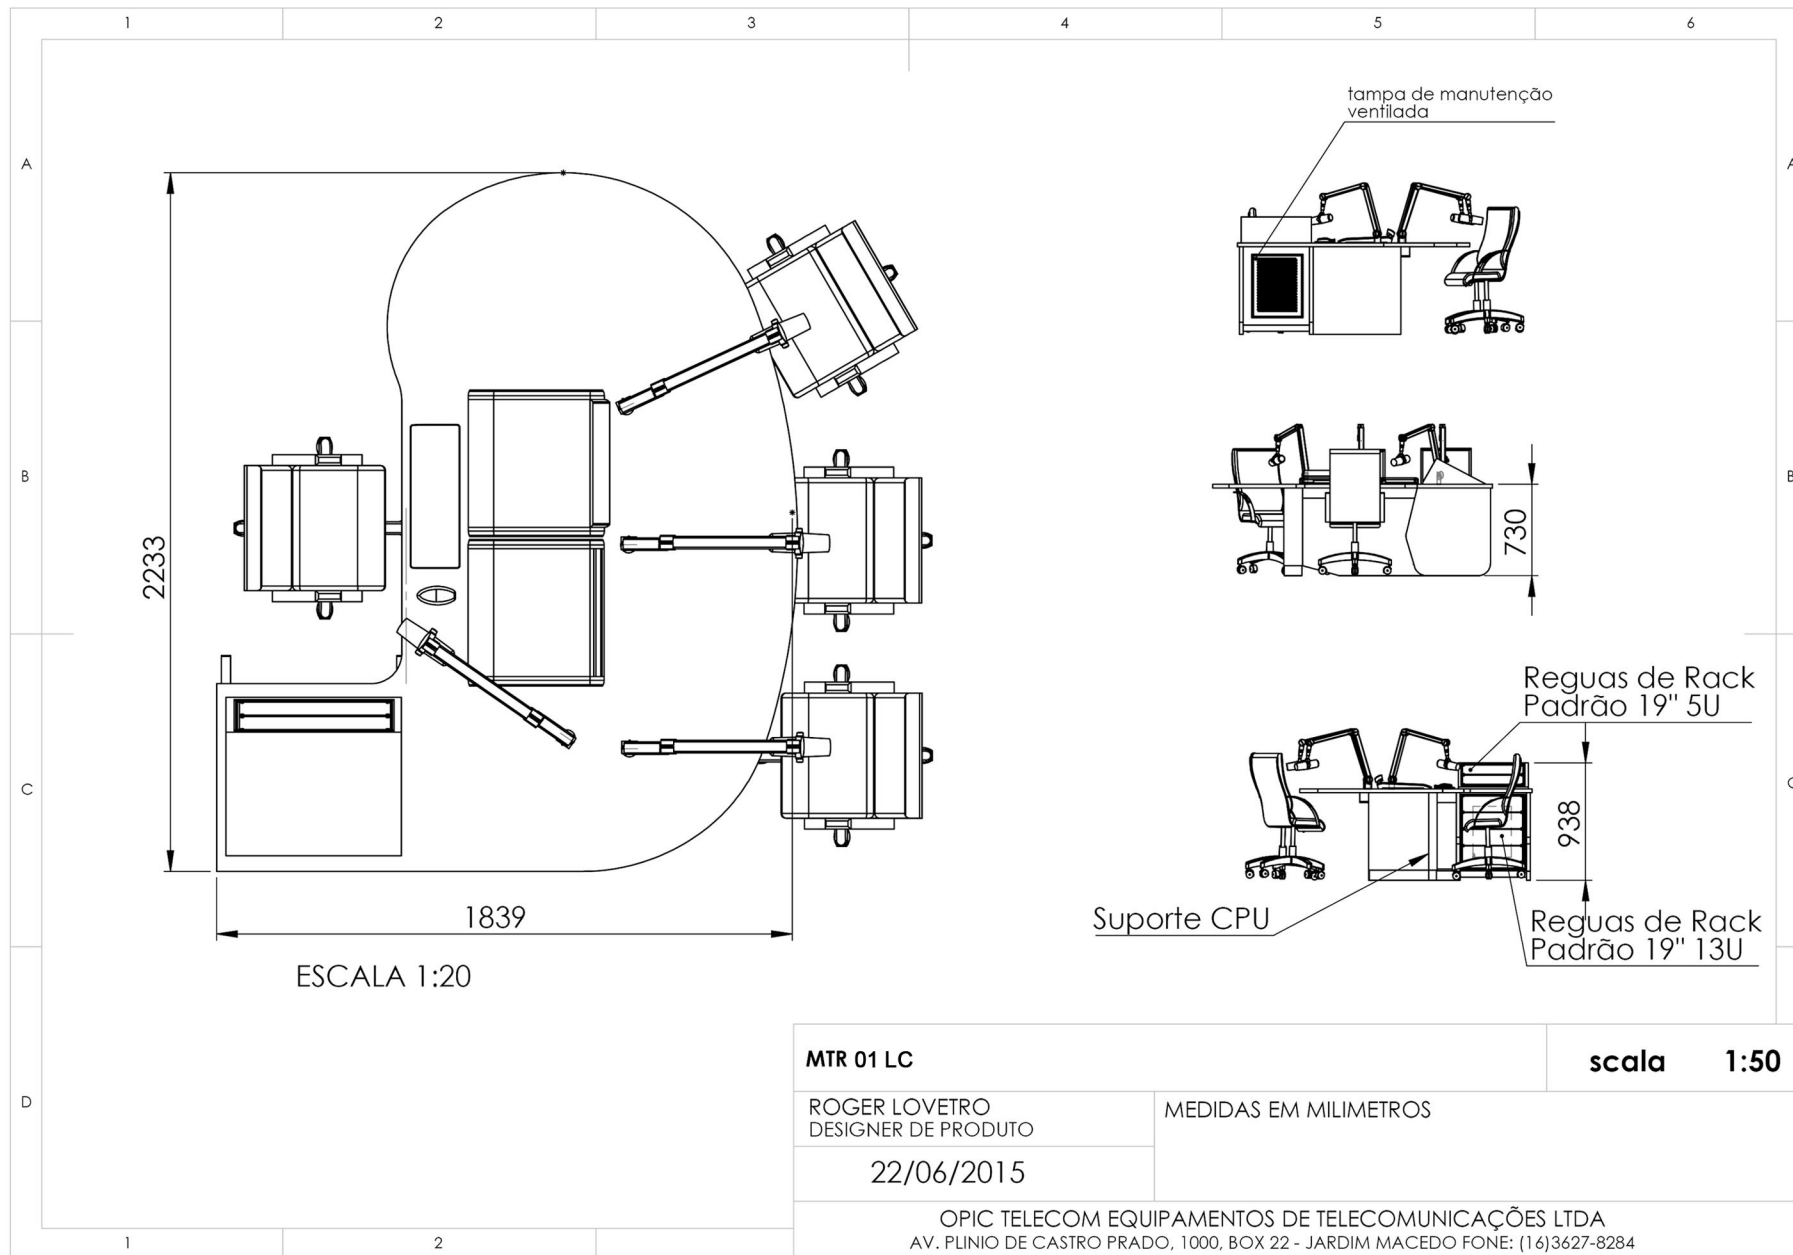 1 2 3 4 5 6
A
B
C
D
A
B
tampa de manutenção
ventilada
2233
1839
ESCALA 1:20
730
Reguas de Rack
Padrão 19" 5U
938
Suporte CPU
Reguas de Rack
Padrão 19" 13U
MTR 01 LC
scala 1:50
ROGER LOVETRO
DESIGNER DE PRODUTO
MEDIDAS EM MILIMETROS
22/06/2015
OPIC TELECOM EQUIPAMENTOS DE TELECOMUNICAÇÕES LTDA
AV. PLINIO DE CASTRO PRADO, 1000, BOX 22 - JARDIM MACEDO FONE: (16)3627-8284
1 2